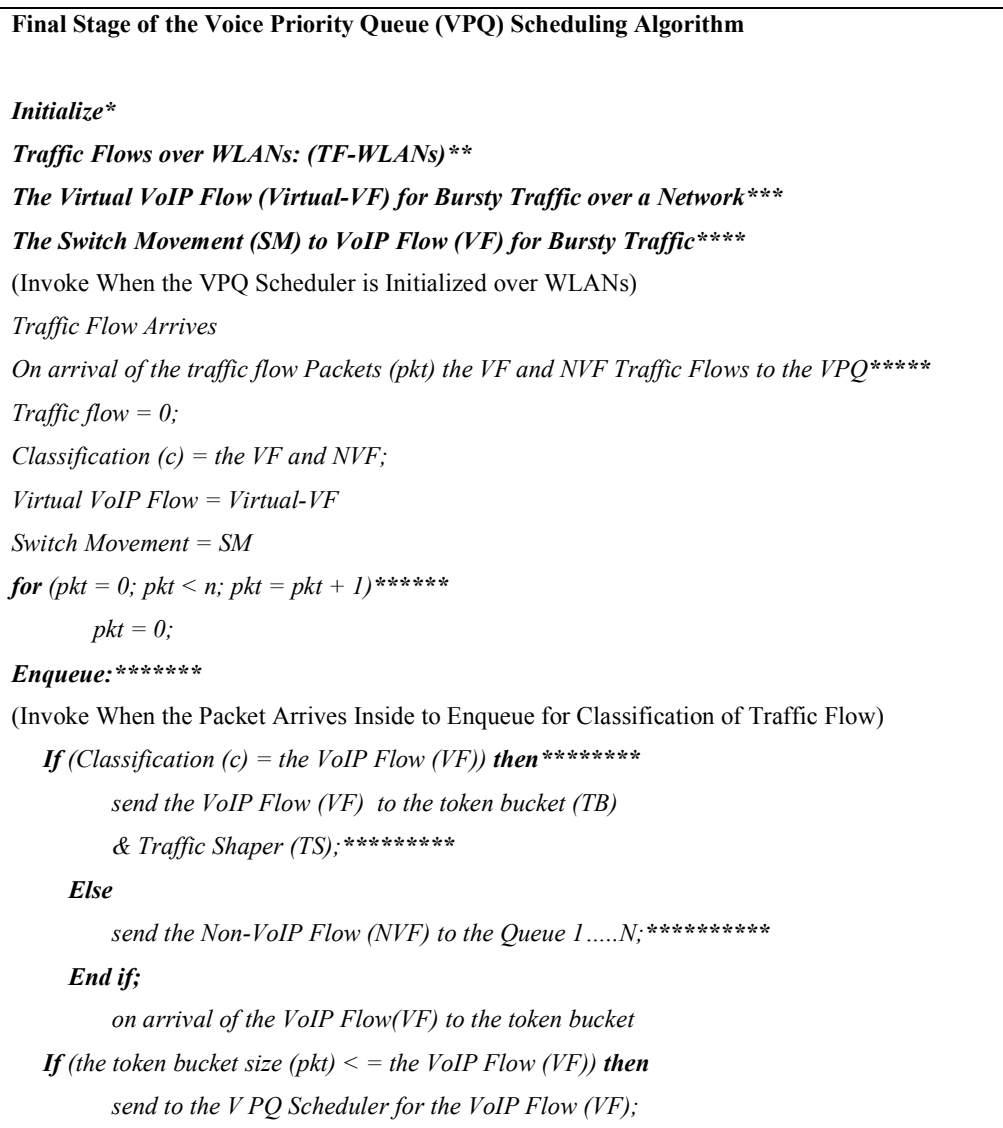 Final Stage of the Voice Priority Queue (VPQ) Scheduling Algorithm
Initialize*
Traffic Flows over WLANs: (TF-WLANs)**
The Virtual VoIP Flow (Virtual-VF) for Bursty Traffic over a Network***
The Switch Movement (SM) to VoIP Flow (VF) for Bursty Traffic****
(Invoke When the VPQ Scheduler is Initialized over WLANs)
Traffic Flow Arrives
On arrival of the traffic flow Packets (pkt) the VF and NVF Traffic Flows to the VPQ*****
Traffic flow = 0;
Classification (c) = the VF and NVF;
Virtual VoIP Flow = Virtual-VF
Switch Movement = SM
for (pkt = 0; pkt < n; pkt = pkt + 1)******
pkt = 0;
Enqueue:*******
(Invoke When the Packet Arrives Inside to Enqueue for Classification of Traffic Flow)
If (Classification (c) = the VoIP Flow (VF)) then********
send the VoIP Flow (VF) to the token bucket (TB)
& Traffic Shaper (TS);*********
Else
send the Non-VoIP Flow (NVF) to the Queue 1.....N;**********
End if;
on arrival of the VoIP Flow(VF) to the token bucket
If (the token bucket size (pkt) < = the VoIP Flow (VF)) then
send to the V PQ Scheduler for the VoIP Flow (VF);